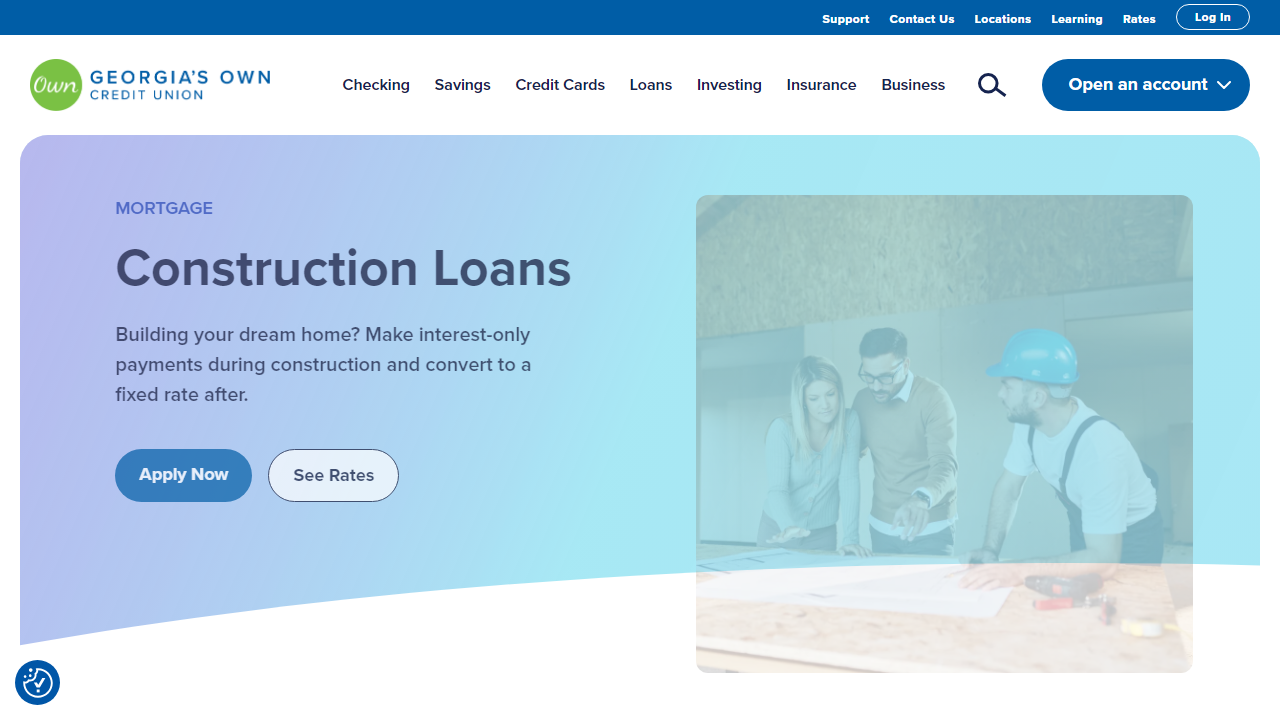 Support Contact Us Locations Learning Rates Log In
Own GEORGIA'S OWN
CREDIT UNION
Checking Savings Credit Cards Loans Investing Insurance Business Open an account
MORTGAGE
Construction Loans
Building your dream home? Make interest-only
payments during construction and convert to a
fixed rate after.
Apply Now See Rates